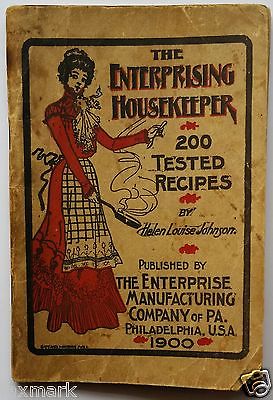 THE
ENTERPRISING
HOUSEKEEPER
200
TESTED
RECIPES
BY
Helen Louise Johnson.
PUBLISHED BY
THE ENTERPRISE
MANUFACTURING
COMPANY OF PA.
PHILADELPHIA, U.S.A.
1900